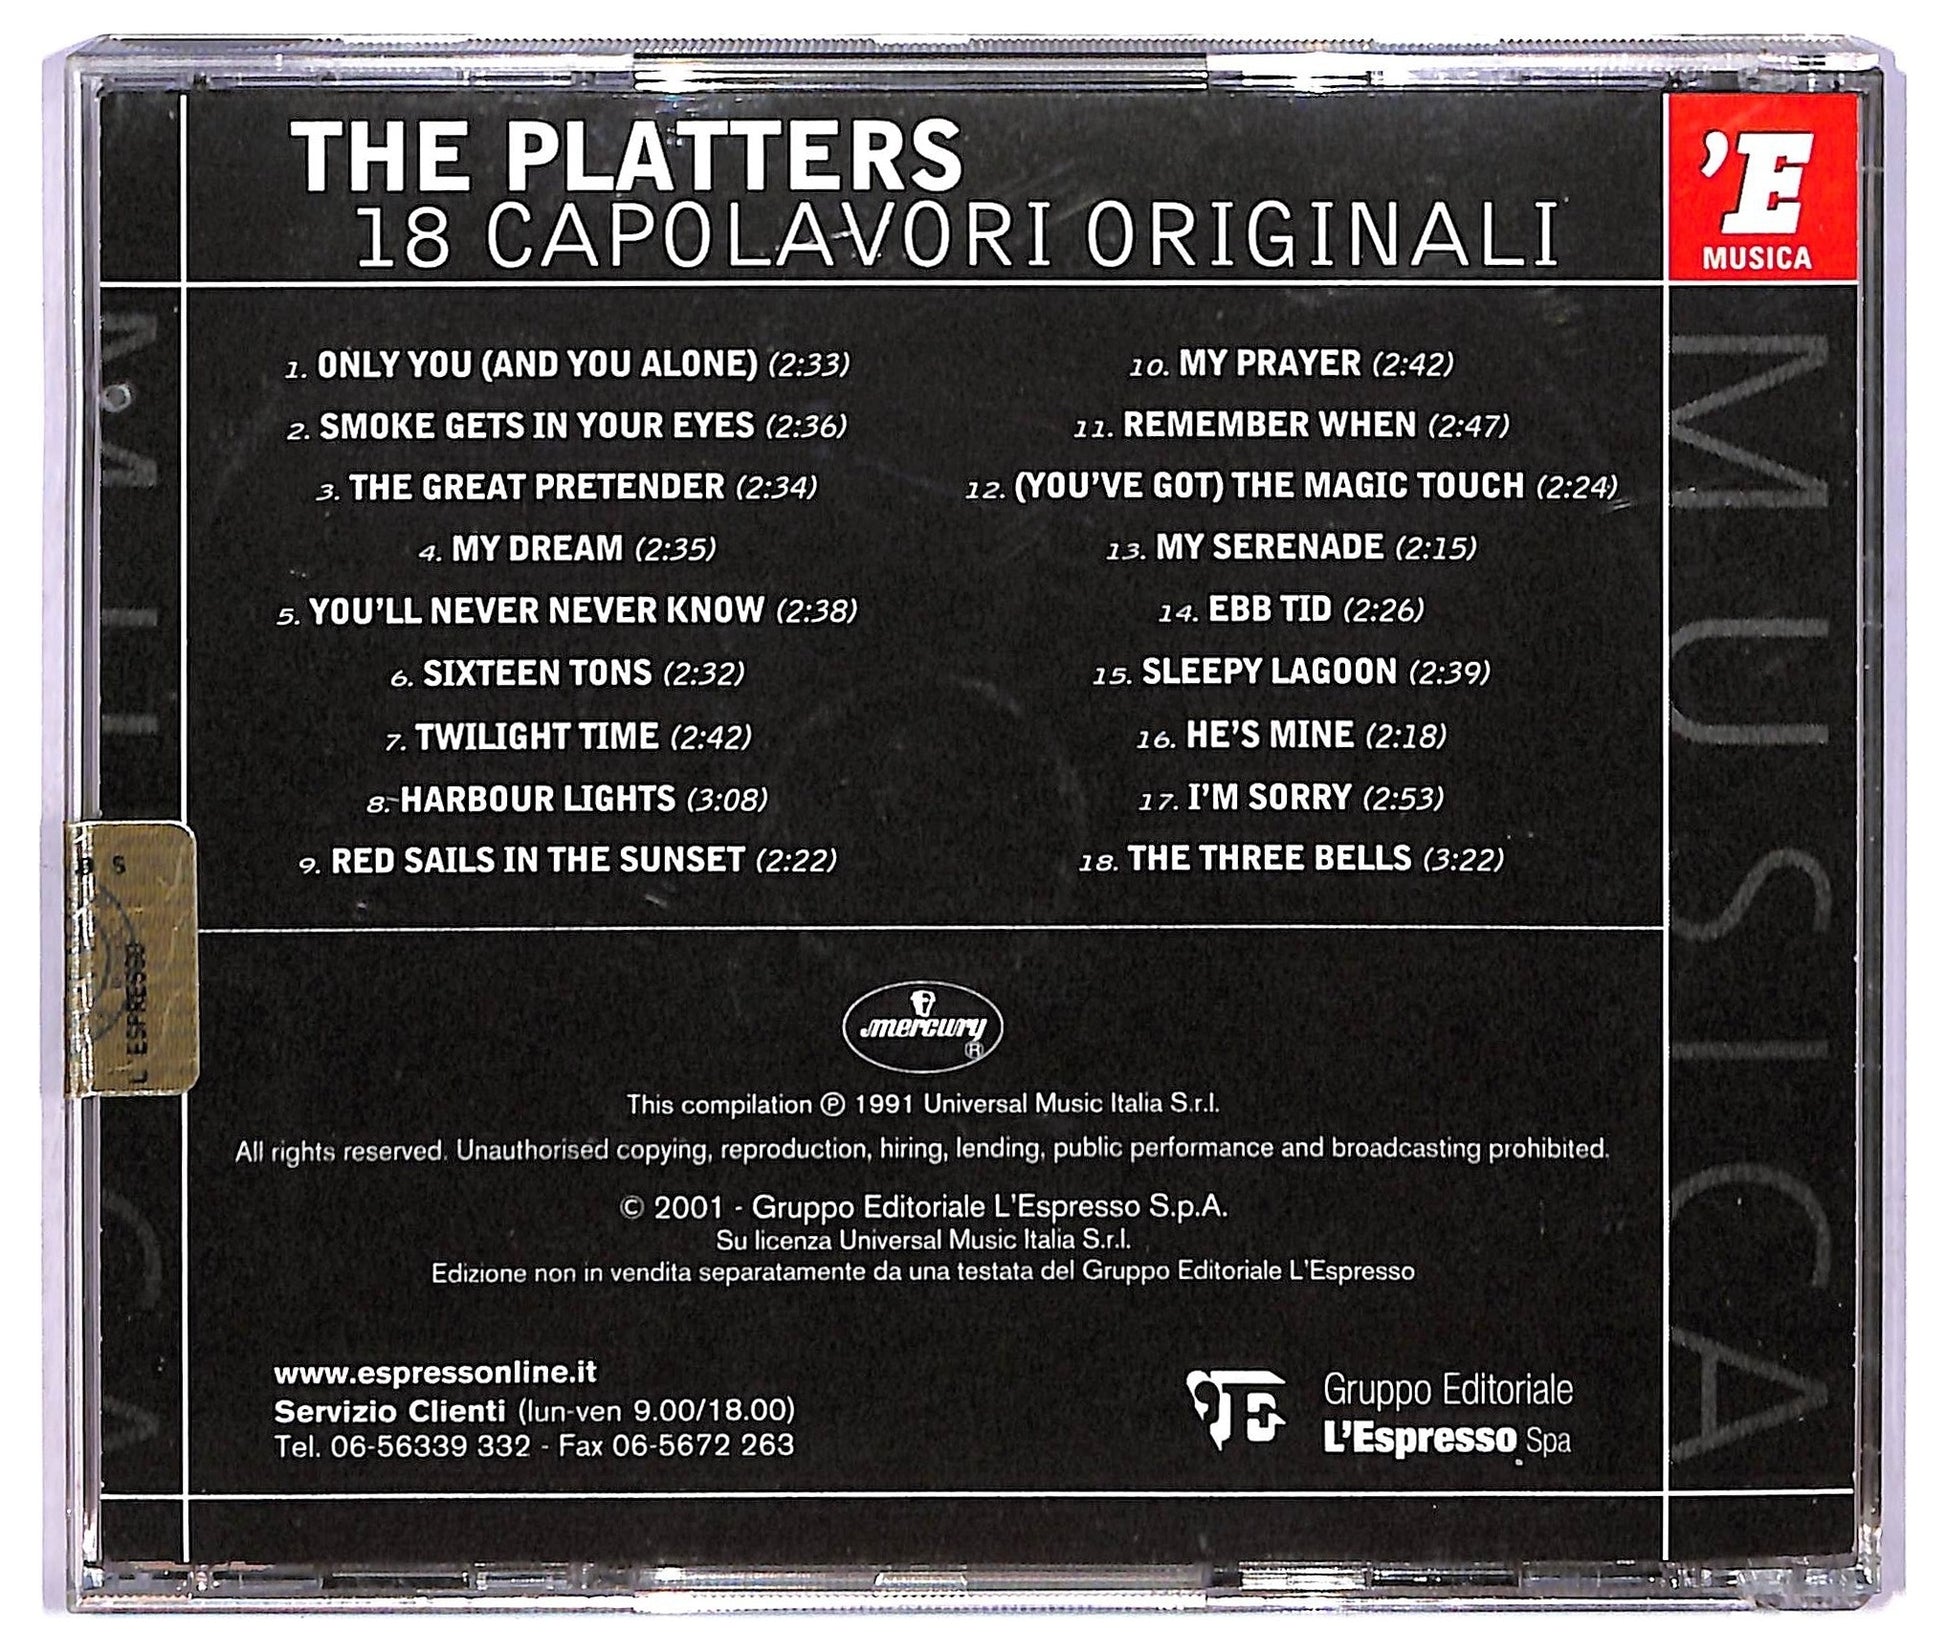 THE PLATTERS
18 CAPOLAVORI ORIGINALI
'E
MUSICA
1. ONLY YOU (AND YOU ALONE) (2:33)
2. SMOKE GETS IN YOUR EYES (2:36)
3. THE GREAT PRETENDER (2:34)
4. MY DREAM (2:35)
5. YOU'LL NEVER NEVER KNOW (2:38)
6. SIXTEEN TONS (2:32)
7. TWILIGHT TIME (2:42)
8. HARBOUR LIGHTS (3:08)
9. RED SAILS IN THE SUNSET (2:22)
10. MY PRAYER (2:42)
11. REMEMBER WHEN (2:47)
12. (YOU'VE GOT) THE MAGIC TOUCH (2:24)
13. MY SERENADE (2:15)
14. EBB TID (2:26)
15. SLEEPY LAGOON (2:39)
16. HE'S MINE (2:18)
17. I'M SORRY (2:53)
18. THE THREE BELLS (3:22)
MUSICA
L'ESPRESSO
mercury ®
This compilation ℗ 1991 Universal Music Italia S.r.l.
All rights reserved. Unauthorised copying, reproduction, hiring, lending, public performance and broadcasting prohibited.
© 2001 - Gruppo Editoriale L'Espresso S.p.A.
Su licenza Universal Music Italia S.r.l.
Edizione non in vendita separatamente da una testata del Gruppo Editoriale L'Espresso
www.espressonline.it
Servizio Clienti (lun-ven 9.00/18.00)
Tel. 06-56339 332 - Fax 06-5672 263
Gruppo Editoriale
L'Espresso Spa